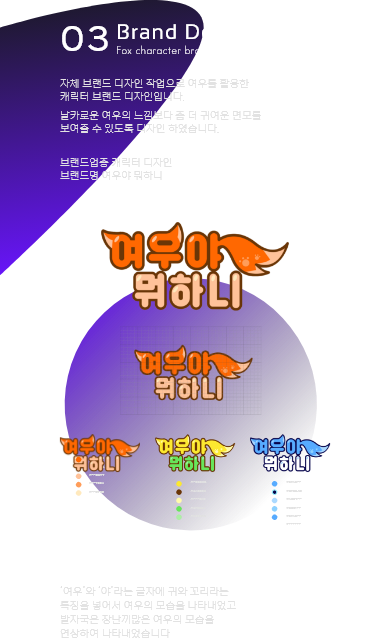 03 Brand De
Fox character bra
자체 브랜드 디자인 작업으로 여우를 활용한
캐릭터 브랜드 디자인입니다.
날카로운 여우의 느낌보다 좀 더 귀여운 면모를
보여줄 수 있도록 디자인 하였습니다.
브랜드업종 캐릭터 디자인
브랜드명 여우야 뭐하니
여우야
뭐하니
여우야
뭐하니
여우야
뭐하니
여우야
뭐하니
여우야
뭐하니
'여우'와 '야'라는 글자에 귀와 꼬리라는
특징을 넣어서 여우의 모습을 나타내었고
발자국은 장난끼많은 여우의 모습을
연상하여 나타내었습니다